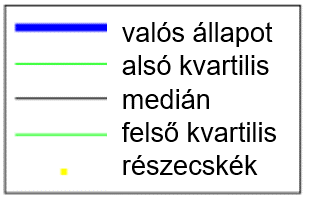 valós állapot
alsó kvartilis
medián
felső kvartilis
részecskék